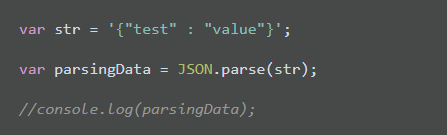 var str = '{"test" : "value"}';
var parsingData = JSON.parse(str);
//console.log(parsingData);